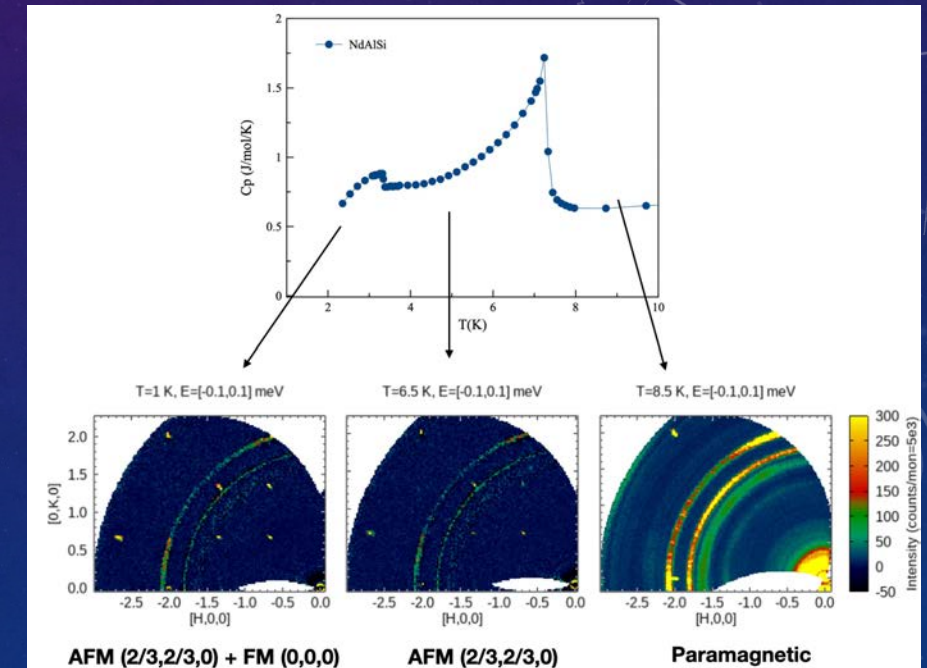 2
1.5
1
0.5
0
Cp (J/mol/K)
NdAlSi
2 4 6 8 10
T(K)
T=1 K, E=[-0.1,0.1] meV
T=6.5 K, E=[-0.1,0.1] meV
T=8.5 K, E=[-0.1,0.1] meV
2.0
1.5
1.0
0.5
0.0
[0,K,0]
-2.5 -2.0 -1.5 -1.0 -0.5 0.0
[H,0,0]
-2.5 -2.0 -1.5 -1.0 -0.5 0.0
[H,0,0]
-2.5 -2.0 -1.5 -1.0 -0.5 0.0
[H,0,0]
300
250
200
150
100
50
0
-50
Intensity (counts/mon=5e3)
AFM (2/3,2/3,0) + FM (0,0,0)
AFM (2/3,2/3,0)
Paramagnetic